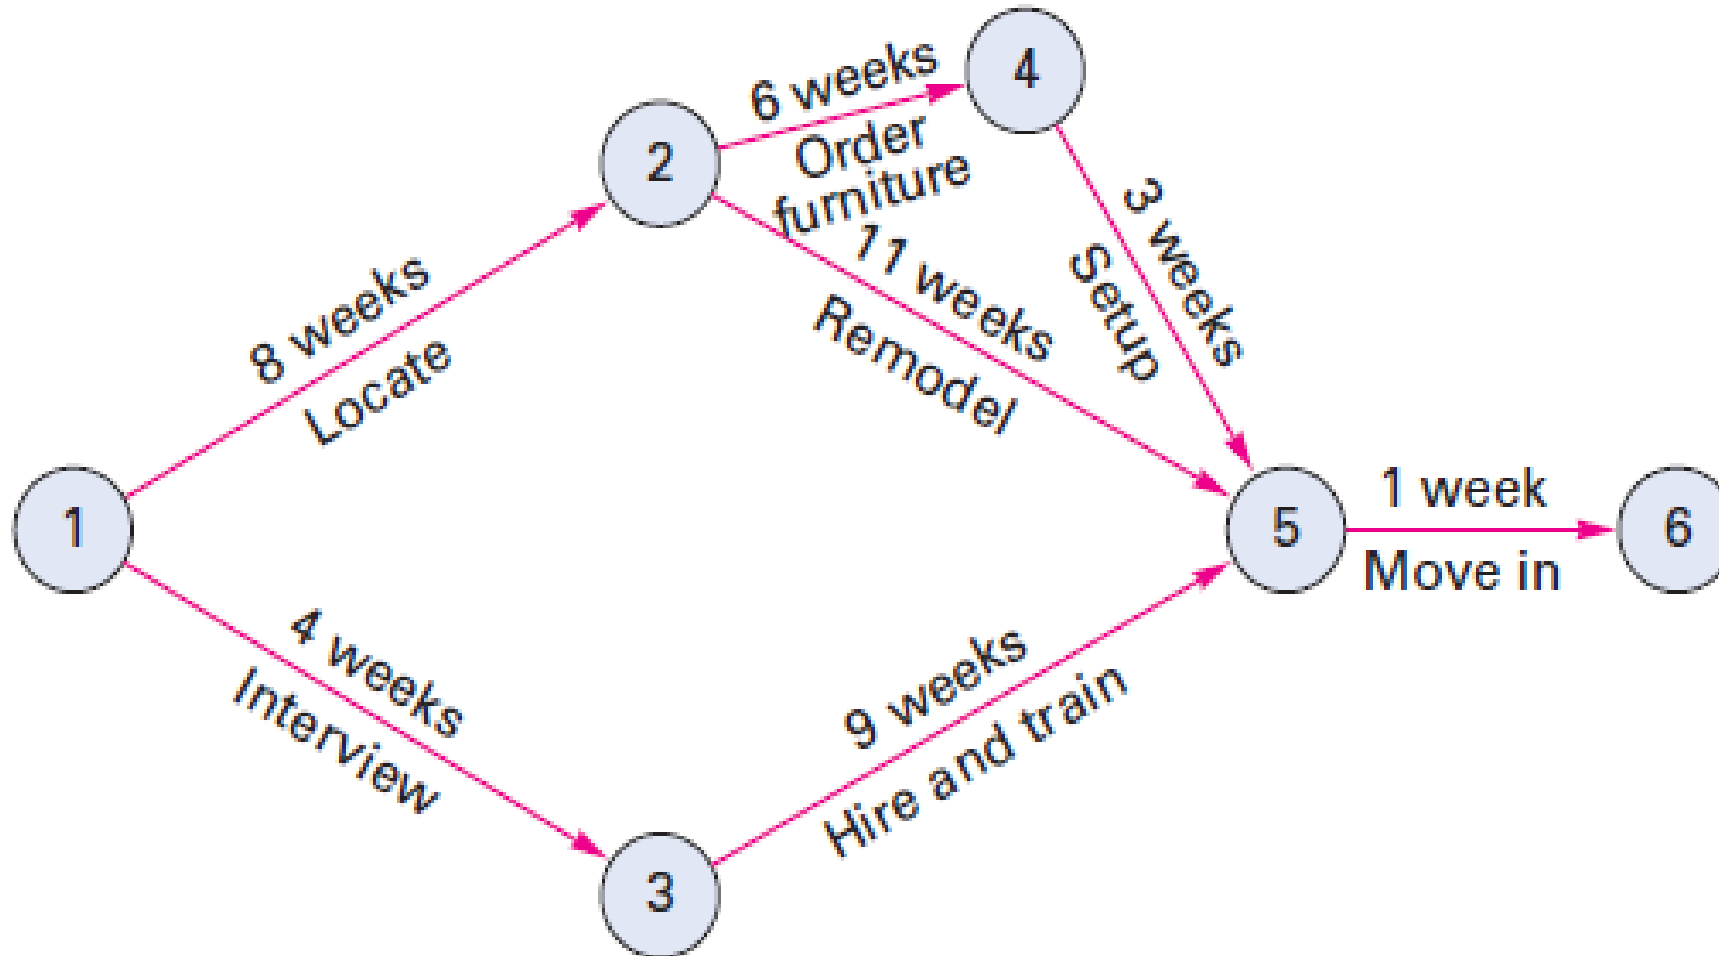 6 weeks
4
2
Order
furniture
3 weeks
11 weeks
Setup
8 weeks
Remodel
Locate
1
5
1 week
6
Move in
4 weeks
Interview
9 weeks
Hire and train
3